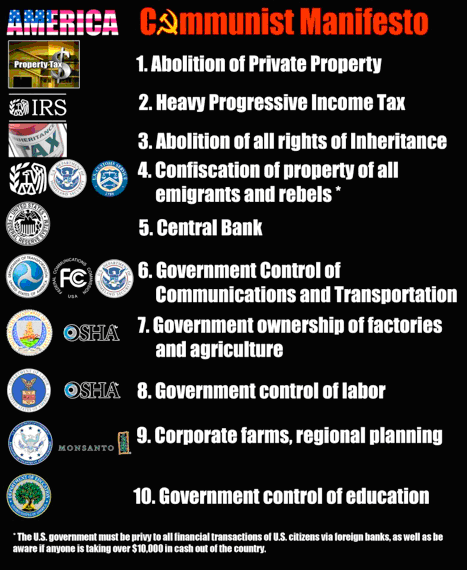 AMERICA Communist Manifesto
Property Tax $
1. Abolition of Private Property
IRS
2. Heavy Progressive Income Tax
TAX
3. Abolition of all rights of Inheritance
4. Confiscation of property of all
emigrants and rebels *
5. Central Bank
FEDERAL COMMUNICATIONS COMMISSION
FC
USA
6. Government Control of
Communications and Transportation
OSHA
7. Government ownership of factories
and agriculture
OSHA
8. Government control of labor
MONSANTO
9. Corporate farms, regional planning
10. Government control of education
* The U.S. government must be privy to all financial transactions of U.S. citizens via foreign banks, as well as be
aware if anyone is taking over $10,000 in cash out of the country.